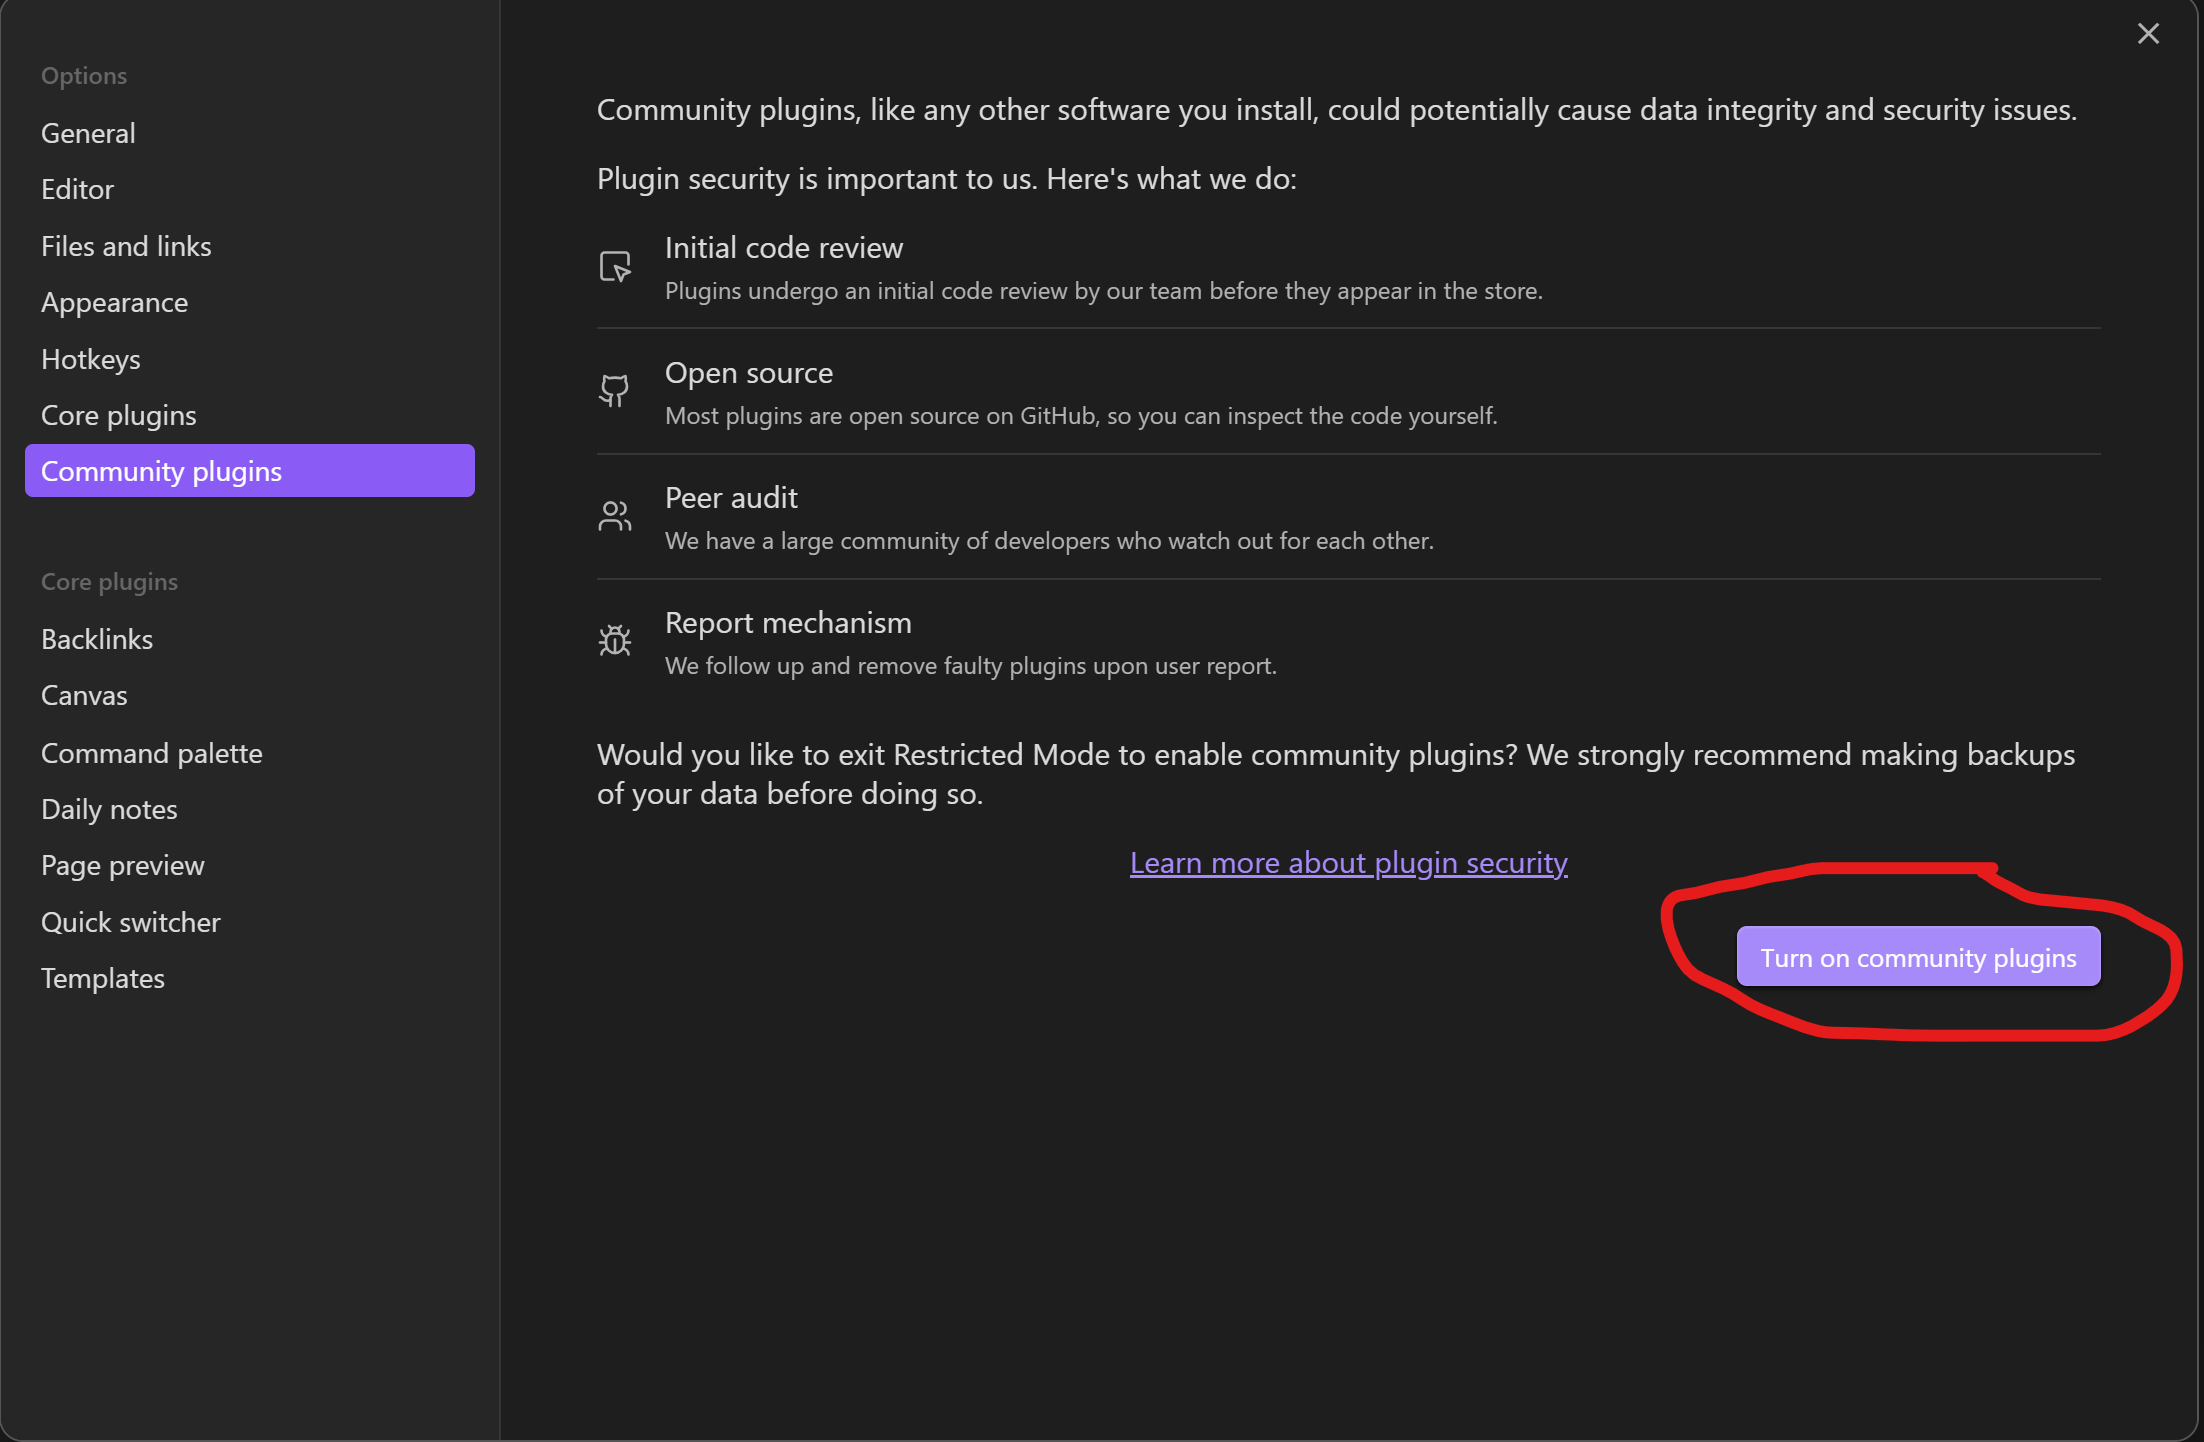 Options
General
Editor
Files and links
Appearance
Hotkeys
Core plugins
Community plugins
Core plugins
Backlinks
Canvas
Command palette
Daily notes
Page preview
Quick switcher
Templates
Community plugins, like any other software you install, could potentially cause data integrity and security issues.
Plugin security is important to us. Here's what we do:
Initial code review
Plugins undergo an initial code review by our team before they appear in the store.
Open source
Most plugins are open source on GitHub, so you can inspect the code yourself.
Peer audit
We have a large community of developers who watch out for each other.
Report mechanism
We follow up and remove faulty plugins upon user report.
Would you like to exit Restricted Mode to enable community plugins? We strongly recommend making backups
of your data before doing so.
Learn more about plugin security
Turn on community plugins